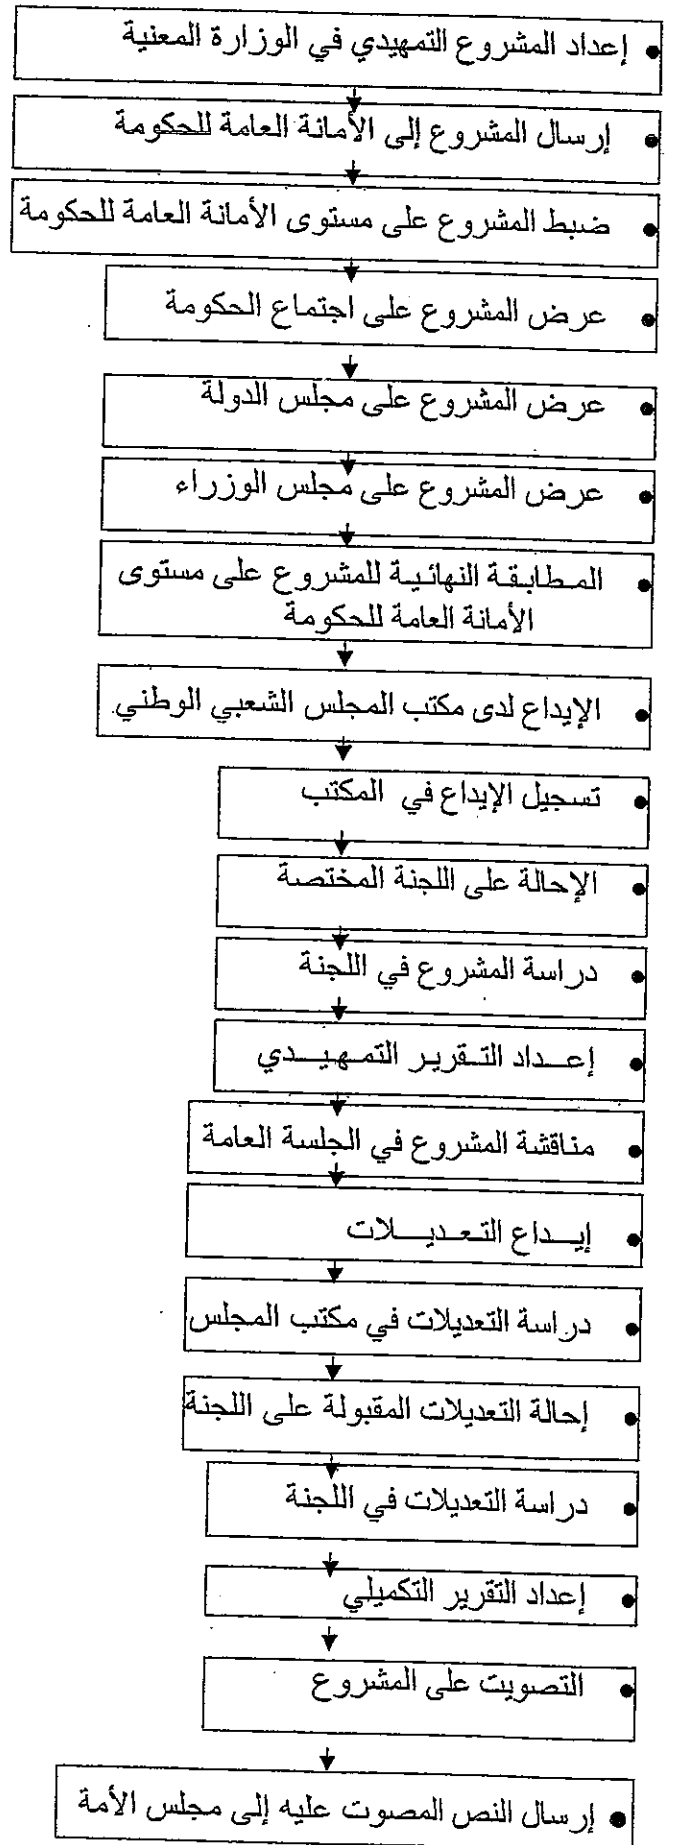 • إعداد المشروع التمهيدي في الوزارة المعنية
• إرسال المشروع إلى الأمانة العامة للحكومة
• ضبط المشروع على مستوى الأمانة العامة للحكومة
• عرض المشروع على اجتماع الحكومة
• عرض المشروع على مجلس الدولة
• عرض المشروع على مجلس الوزراء
• المطابقة النهائية للمشروع على مستوى
الأمانة العامة للحكومة
• الإيداع لدى مكتب المجلس الشعبي الوطني
• تسجيل الإيداع في المكتب
• الإحالة على اللجنة المختصة
• دراسة المشروع في اللجنة
• إعداد التقرير التمهيدي
• مناقشة المشروع في الجلسة العامة
• إيداع التعديلات
• دراسة التعديلات في مكتب المجلس
• إحالة التعديلات المقبولة على اللجنة
• دراسة التعديلات في اللجنة
• إعداد التقرير التكميلي
• التصويت على المشروع
• إرسال النص المصوت عليه إلى مجلس الأمة